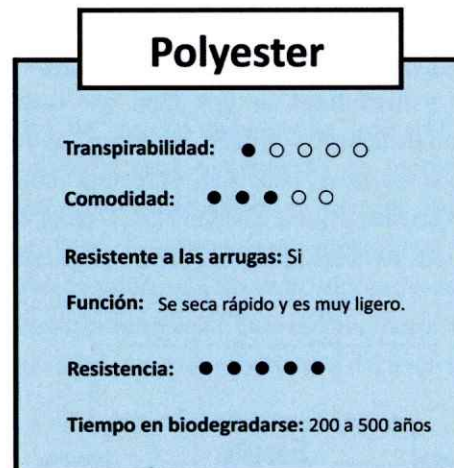 Polyester
Transpirabilidad: ● ○ ○ ○ ○
Comodidad: ● ● ● ○ ○
Resistente a las arrugas: Si
Función: Se seca rápido y es muy ligero.
Resistencia: ● ● ● ● ●
Tiempo en biodegradarse: 200 a 500 años